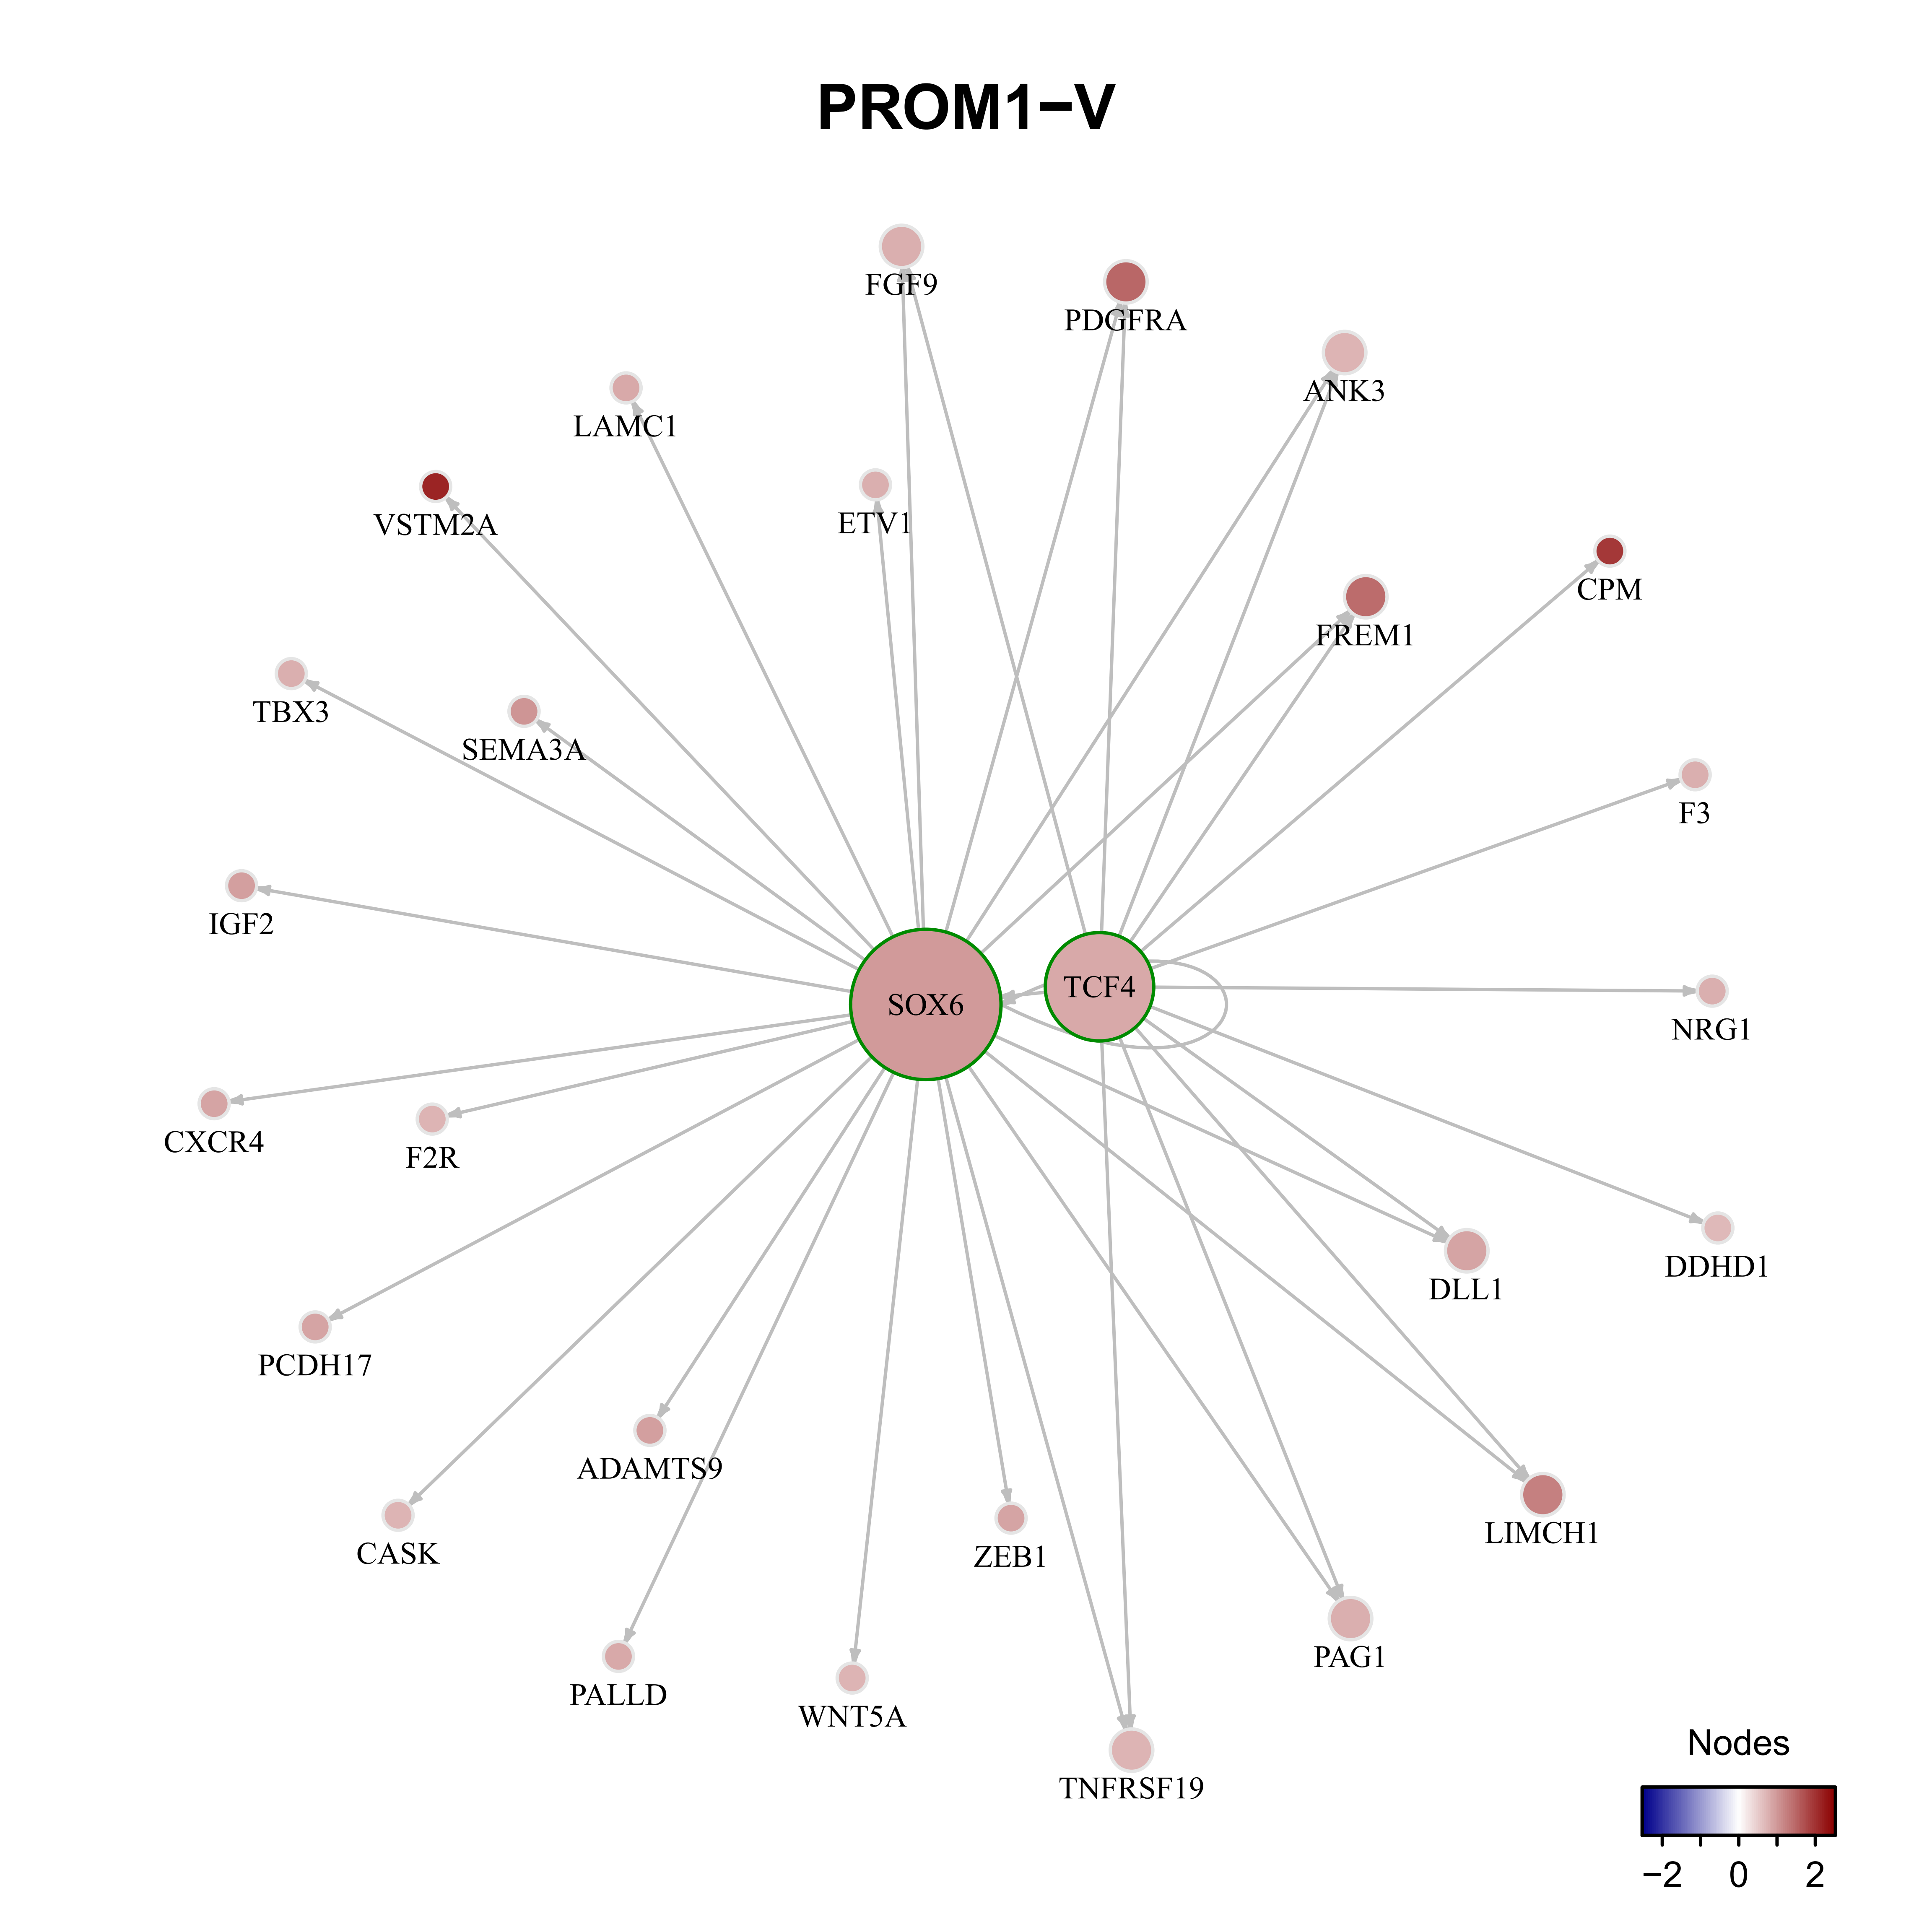 PROM1−V
FGF9
PDGFRA
ANK3
LAMC1
VSTM2A
ETV1
CPM
FREM1
TBX3
SEMA3A
F3
IGF2
SOX6
TCF4
NRG1
CXCR4
F2R
DDHD1
DLL1
PCDH17
ADAMTS9
CASK
ZEB1
LIMCH1
PAG1
PALLD
WNT5A
TNFRSF19
Nodes
−2 0 2